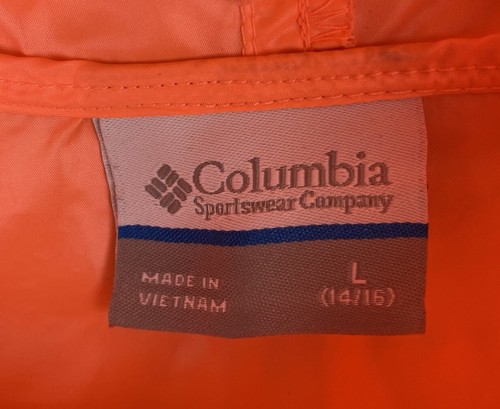 Columbia
Sportswear Company
MADE IN
VIETNAM
L
(14/16)